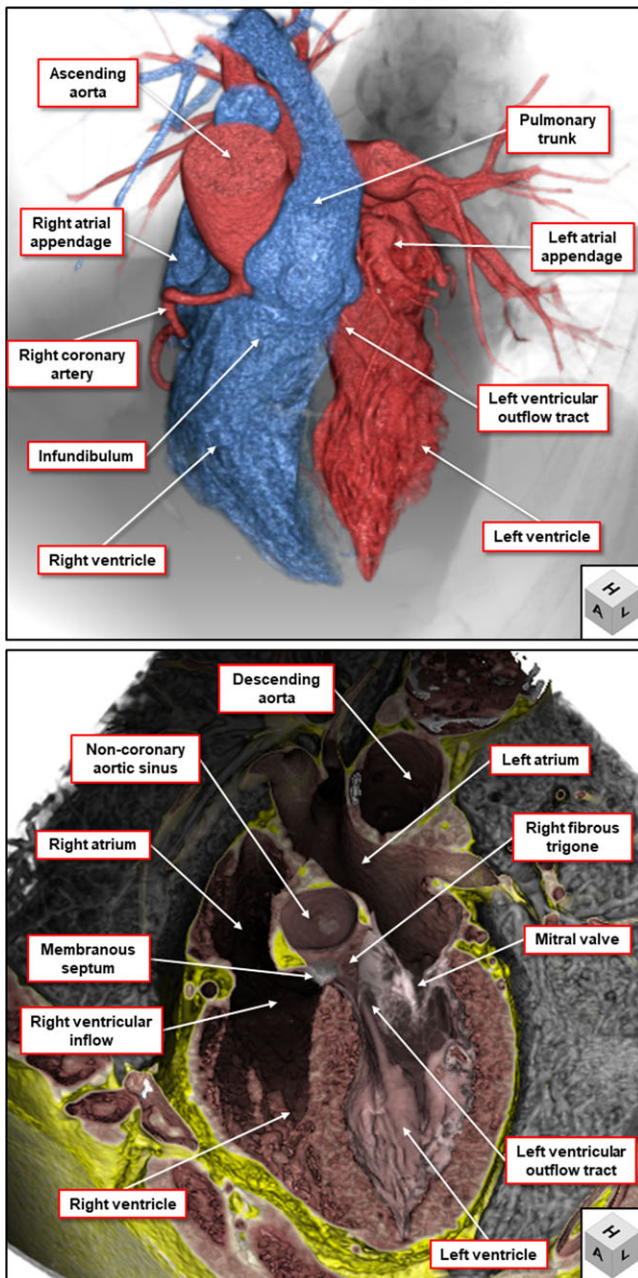 Ascending
aorta
Pulmonary
trunk
Right atrial
appendage
Left atrial
appendage
Right coronary
artery
Left ventricular
outflow tract
Infundibulum
Right ventricle
Left ventricle
H
A
L
Descending
aorta
Non-coronary
aortic sinus
Left atrium
Right atrium
Right fibrous
trigone
Membranous
septum
Mitral valve
Right ventricular
inflow
Left ventricular
outflow tract
Right ventricle
Left ventricle
H
A
L